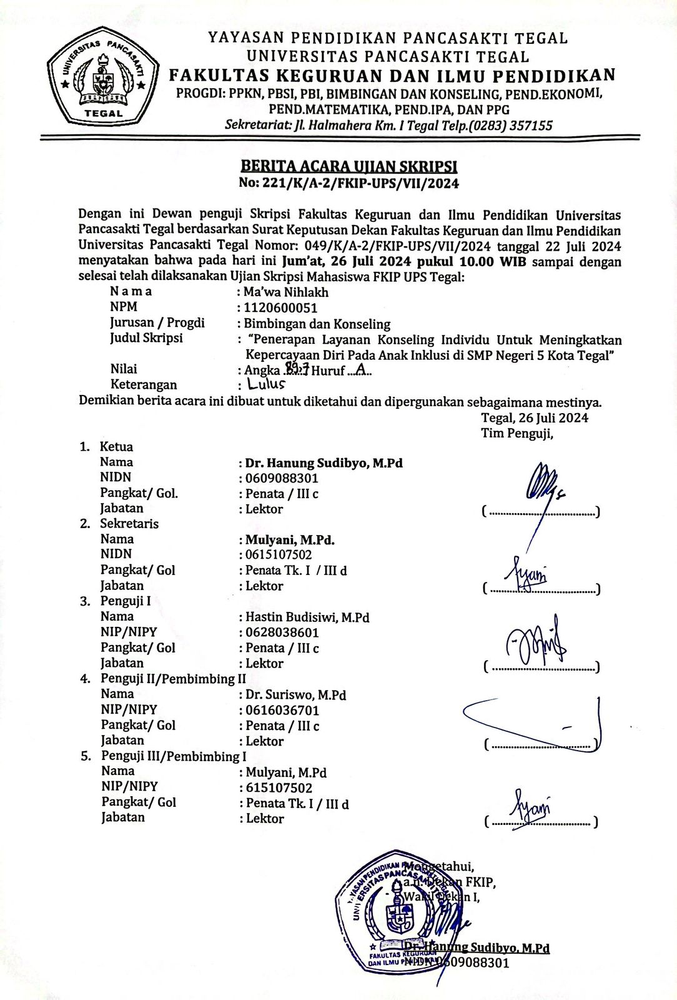 UNIVERSITAS PANCASAKTI
TEGAL
YAYASAN PENDIDIKAN PANCASAKTI TEGAL
UNIVERSITAS PANCASAKTI TEGAL
FAKULTAS KEGURUAN DAN ILMU PENDIDIKAN
PROGDI: PPKN, PBSI, PBI, BIMBINGAN DAN KONSELING, PEND.EKONOMI,
PEND.MATEMATIKA, PEND.IPA, DAN PPG
Sekretariat: Jl. Halmahera Km. I Tegal Telp.(0283) 357155
BERITA ACARA UJIAN SKRIPSI
No: 221/K/A-2/FKIP-UPS/VII/2024
Dengan ini Dewan penguji Skripsi Fakultas Keguruan dan Ilmu Pendidikan Universitas
Pancasakti Tegal berdasarkan Surat Keputusan Dekan Fakultas Keguruan dan Ilmu Pendidikan
Universitas Pancasakti Tegal Nomor: 049/K/A-2/FKIP-UPS/VII/2024 tanggal 22 Juli 2024
menyatakan bahwa pada hari ini Jum'at, 26 Juli 2024 pukul 10.00 WIB sampai dengan
selesai telah dilaksanakan Ujian Skripsi Mahasiswa FKIP UPS Tegal:
N a m a : Ma'wa Nihlakh
NPM : 1120600051
Jurusan / Progdi : Bimbingan dan Konseling
Judul Skripsi : "Penerapan Layanan Konseling Individu Untuk Meningkatkan
Kepercayaan Diri Pada Anak Inklusi di SMP Negeri 5 Kota Tegal"
Nilai : Angka 89.7 Huruf ...A...
Keterangan : Lulus
Demikian berita acara ini dibuat untuk diketahui dan dipergunakan sebagaimana mestinya.
Tegal, 26 Juli 2024
Tim Penguji,
1. Ketua
Nama : Dr. Hanung Sudibyo, M.Pd
NIDN : 0609088301
Pangkat/ Gol. : Penata / III c
Jabatan : Lektor (..................................)
2. Sekretaris
Nama : Mulyani, M.Pd.
NIDN : 0615107502
Pangkat/ Gol : Penata Tk. I / III d
Jabatan : Lektor (..................................)
3. Penguji I
Nama : Hastin Budisiwi, M.Pd
NIP/NIPY : 0628038601
Pangkat/ Gol : Penata / III c
Jabatan : Lektor (..................................)
4. Penguji II/Pembimbing II
Nama : Dr. Suriswo, M.Pd
NIP/NIPY : 0616036701
Pangkat/ Gol : Penata / III c
Jabatan : Lektor (..................................)
5. Penguji III/Pembimbing I
Nama : Mulyani, M.Pd
NIP/NIPY : 615107502
Pangkat/ Gol : Penata Tk. I / III d
Jabatan : Lektor (..................................)
Mengetahui,
a.n. Dekan FKIP,
Wakil Dekan I,
YAYASAN PENDIDIKAN PANCASAKTI TEGAL
UNIVERSITAS PANCASAKTI TEGAL
FAKULTAS KEGURUAN
DAN ILMU PENDIDIKAN
Dr. Hanung Sudibyo, M.Pd
NIDN 0609088301